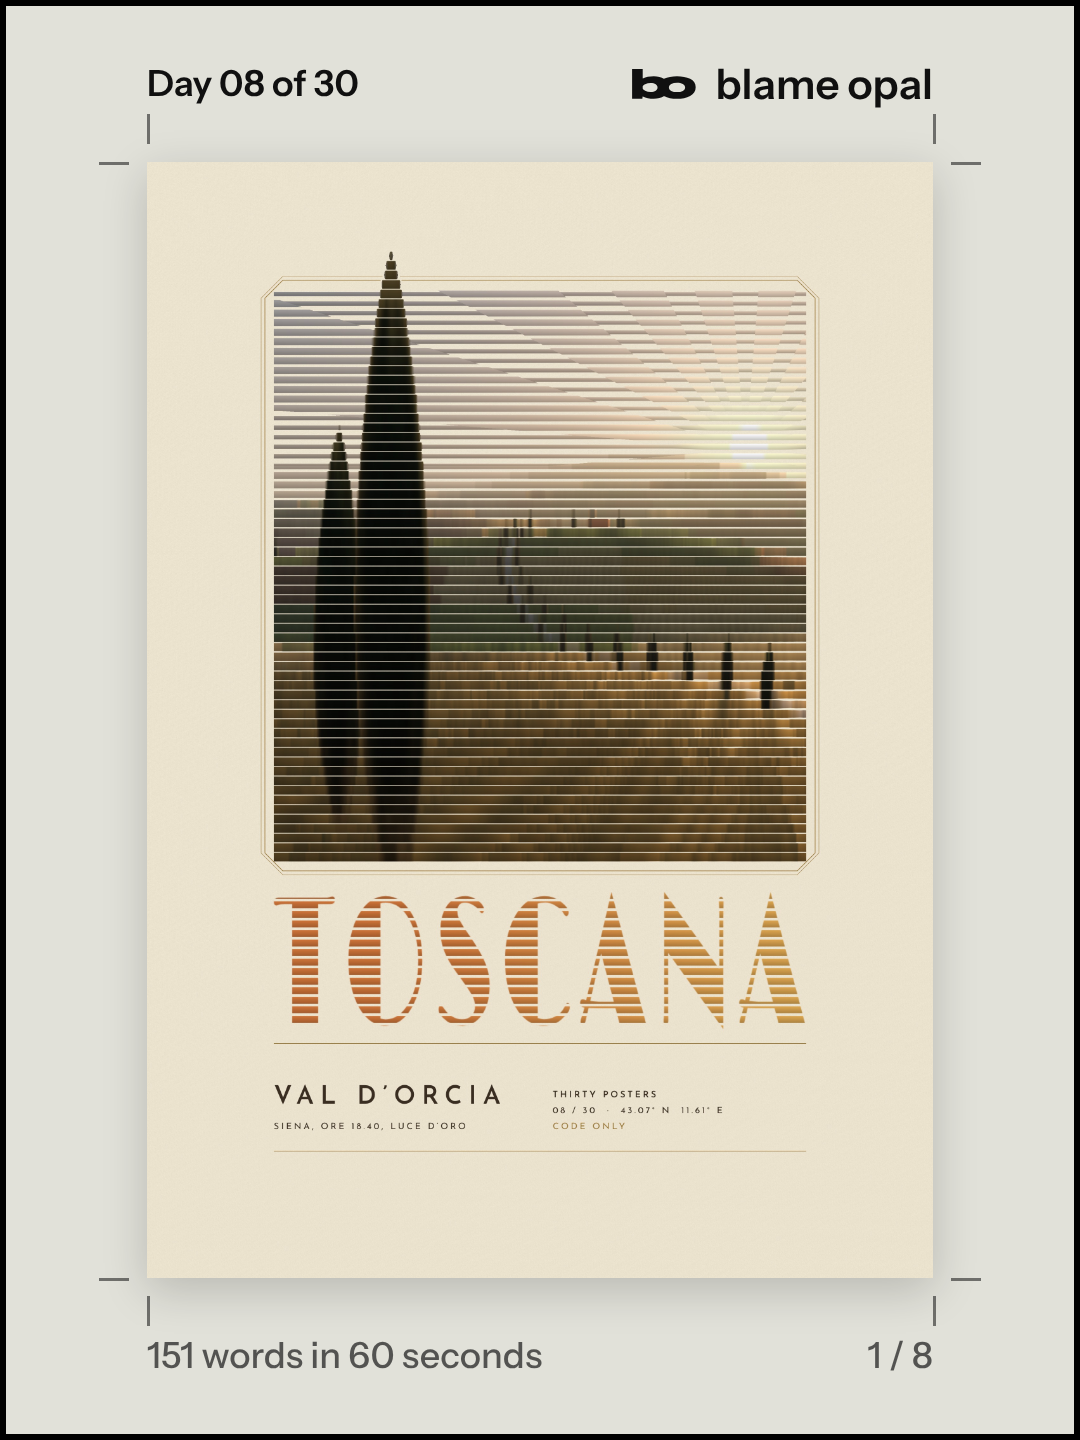 Day 08 of 30
bo blame opal
TOSCANA
VAL D'ORCIA
SIENA, ORE 18.40, LUCE D'ORO
THIRTY POSTERS
08 / 30 · 43.07° N 11.61° E
CODE ONLY
151 words in 60 seconds
1 / 8